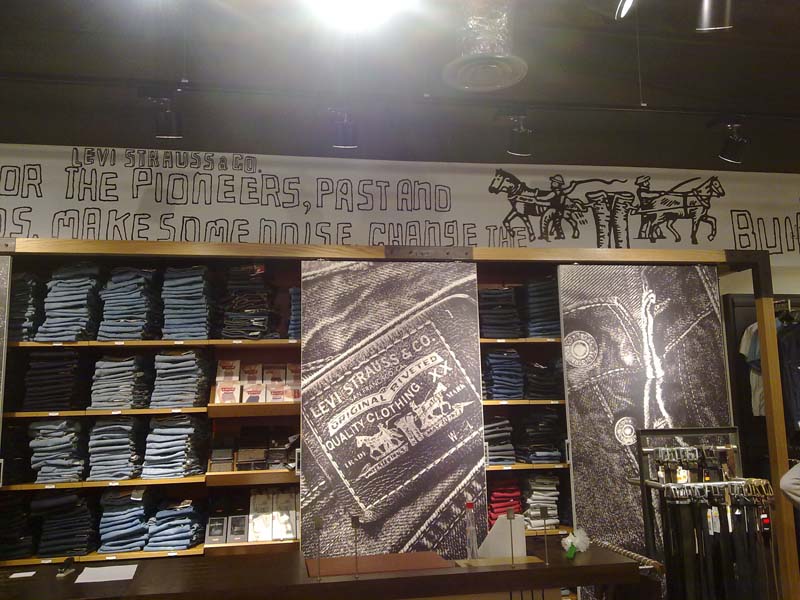 LEVI STRAUSS & CO.
OR THE PIONEERS, PAST AND
MAKE SOME NOISE CHANGE THE
LEVI STRAUSS & CO.
ORIGINAL RIVETED
QUALITY CLOTHING
XX